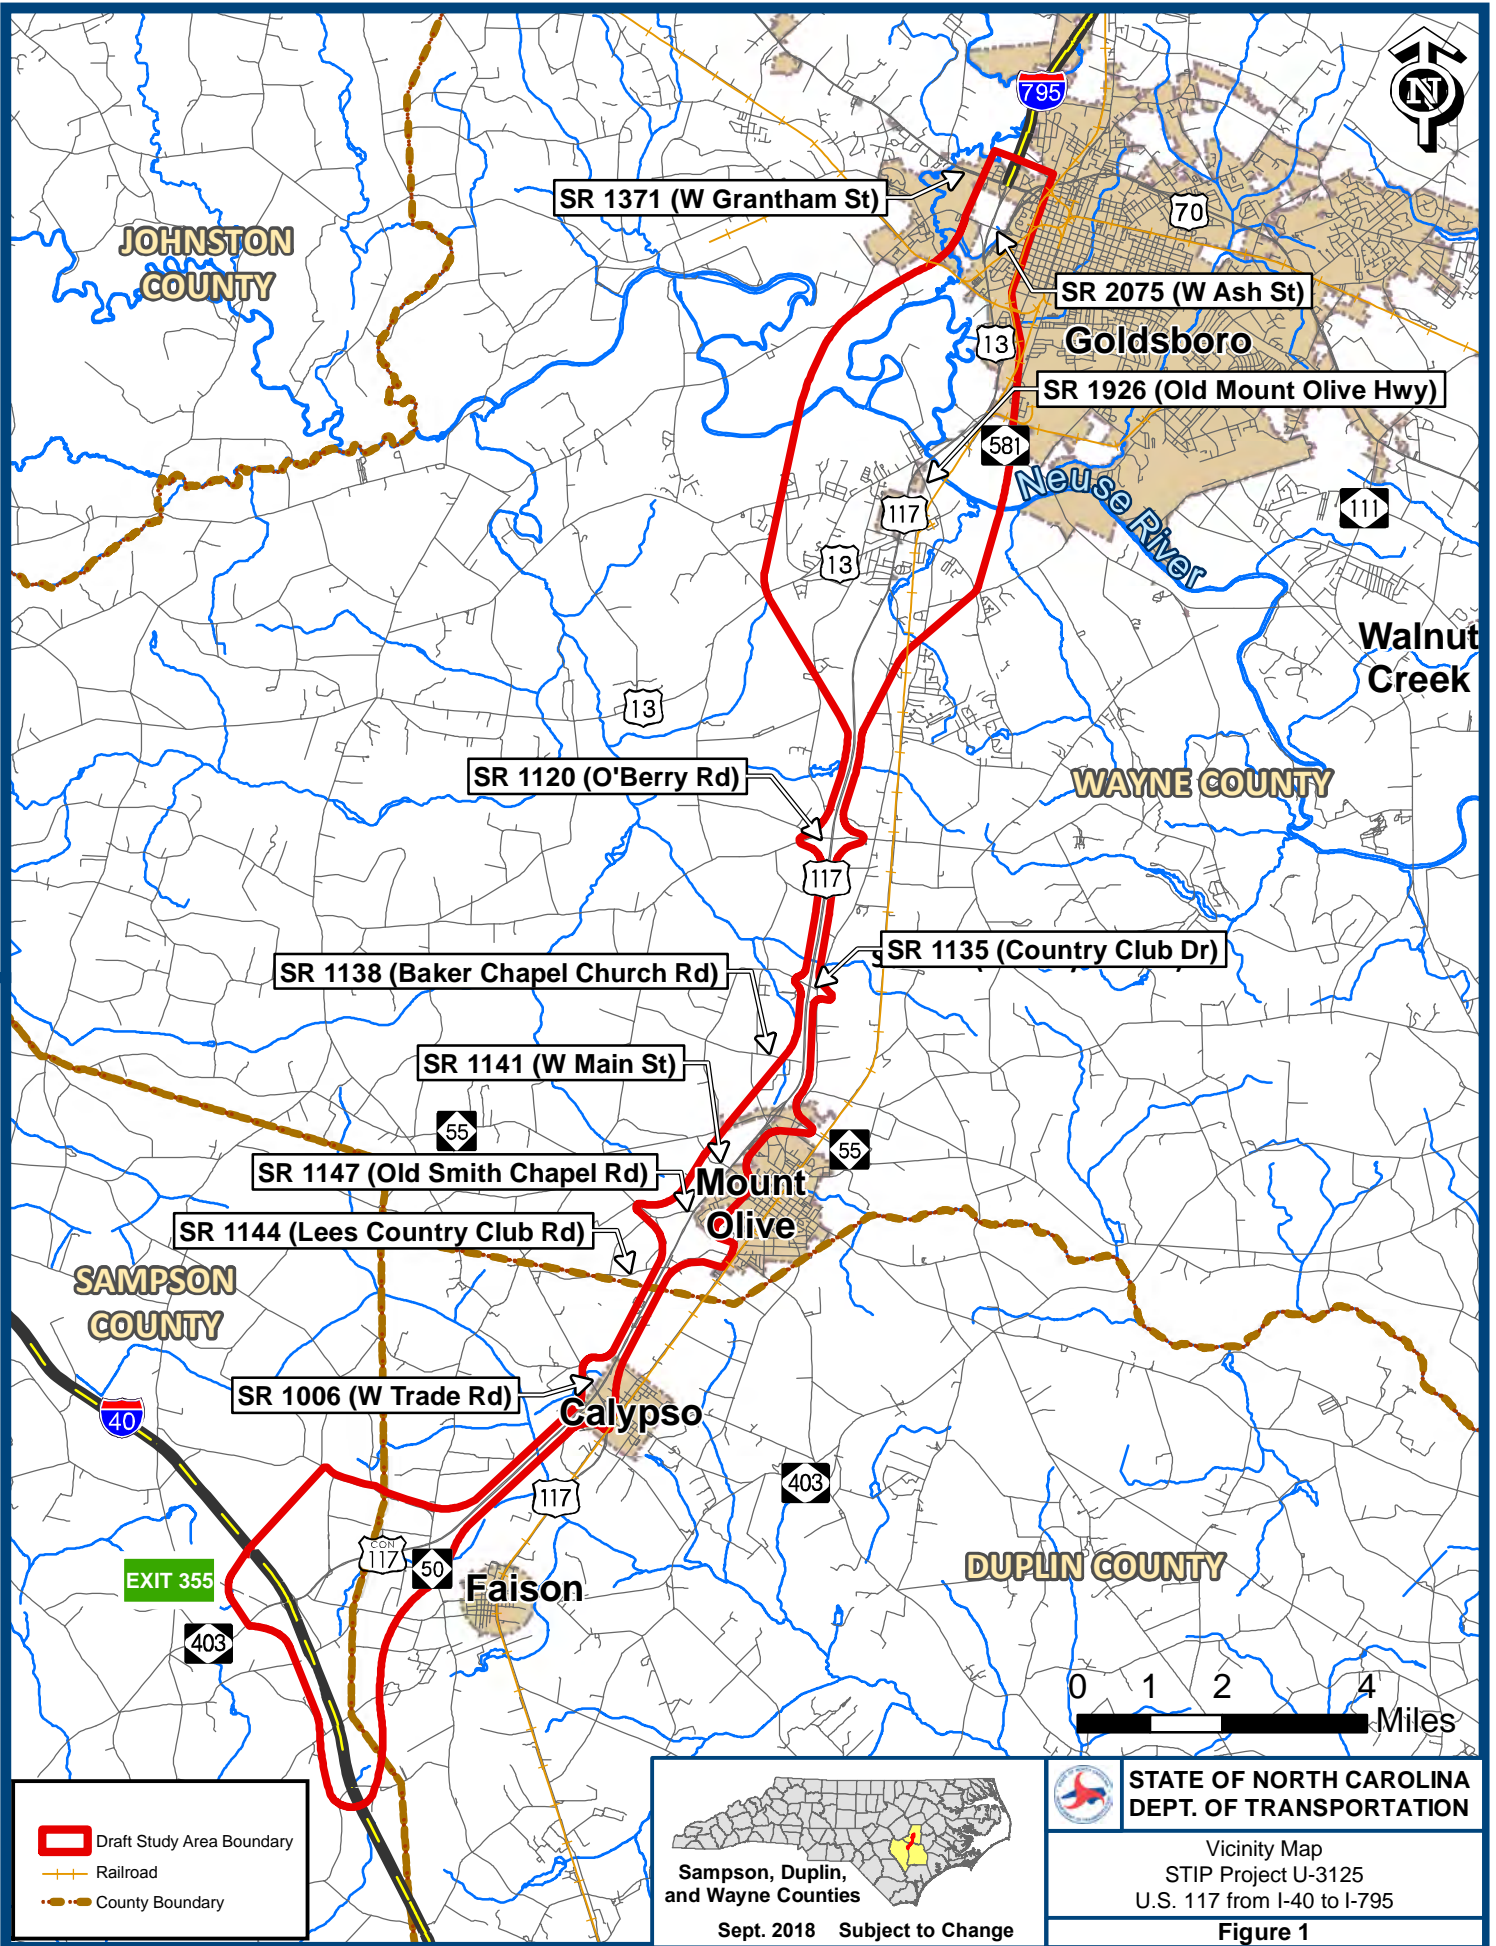 795
SR 1371 (W Grantham St)
70
JOHNSTON
COUNTY
SR 2075 (W Ash St)
13
Goldsboro
SR 1926 (Old Mount Olive Hwy)
581
Neuse River
117
111
13
Walnut
Creek
13
SR 1120 (O'Berry Rd)
WAYNE COUNTY
117
SR 1135 (Country Club Dr)
SR 1138 (Baker Chapel Church Rd)
SR 1141 (W Main St)
55
55
SR 1147 (Old Smith Chapel Rd)
Mount
Olive
SR 1144 (Lees Country Club Rd)
SAMPSON
COUNTY
SR 1006 (W Trade Rd)
40
Calypso
403
117
CON
117
50
EXIT 355
Faison
DUPLIN COUNTY
403
0 1 2 4
Miles
Draft Study Area Boundary
Railroad
County Boundary
Sampson, Duplin,
and Wayne Counties
Sept. 2018 Subject to Change
STATE OF NORTH CAROLINA
DEPT. OF TRANSPORTATION
Vicinity Map
STIP Project U-3125
U.S. 117 from I-40 to I-795
Figure 1
N